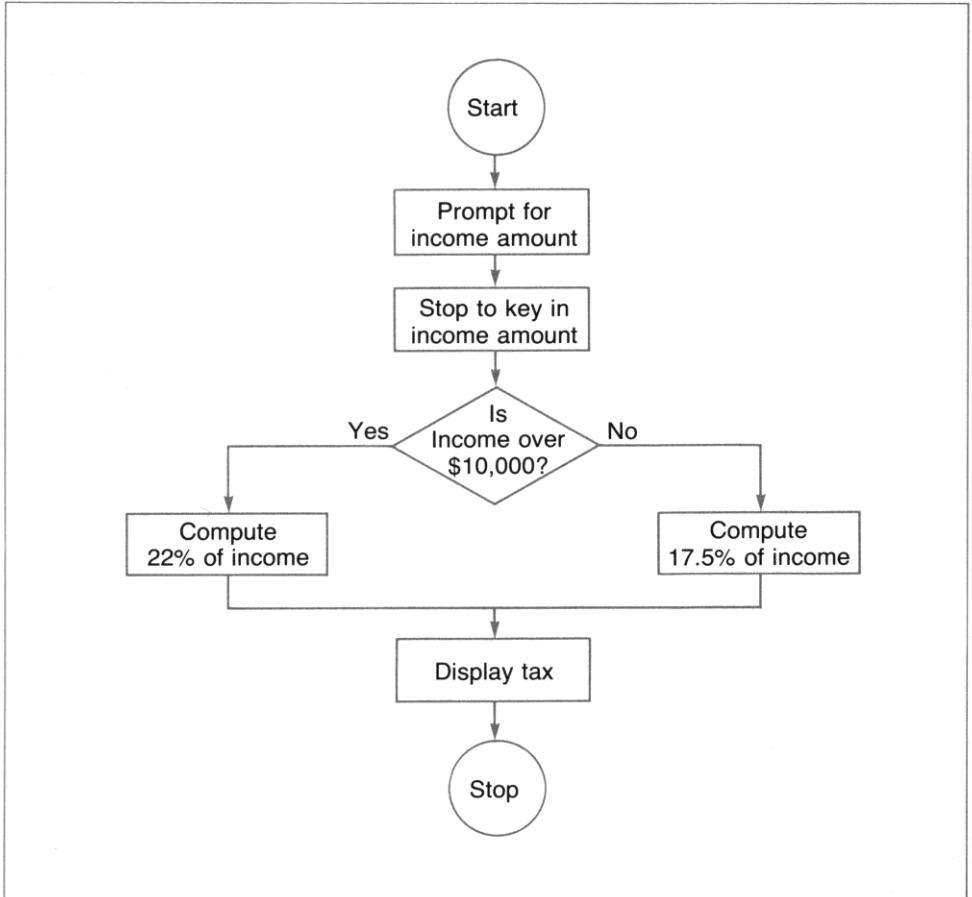 Start
Prompt for
income amount
Stop to key in
income amount
Is
Income over
$10,000?
Yes
No
Compute
22% of income
Compute
17.5% of income
Display tax
Stop